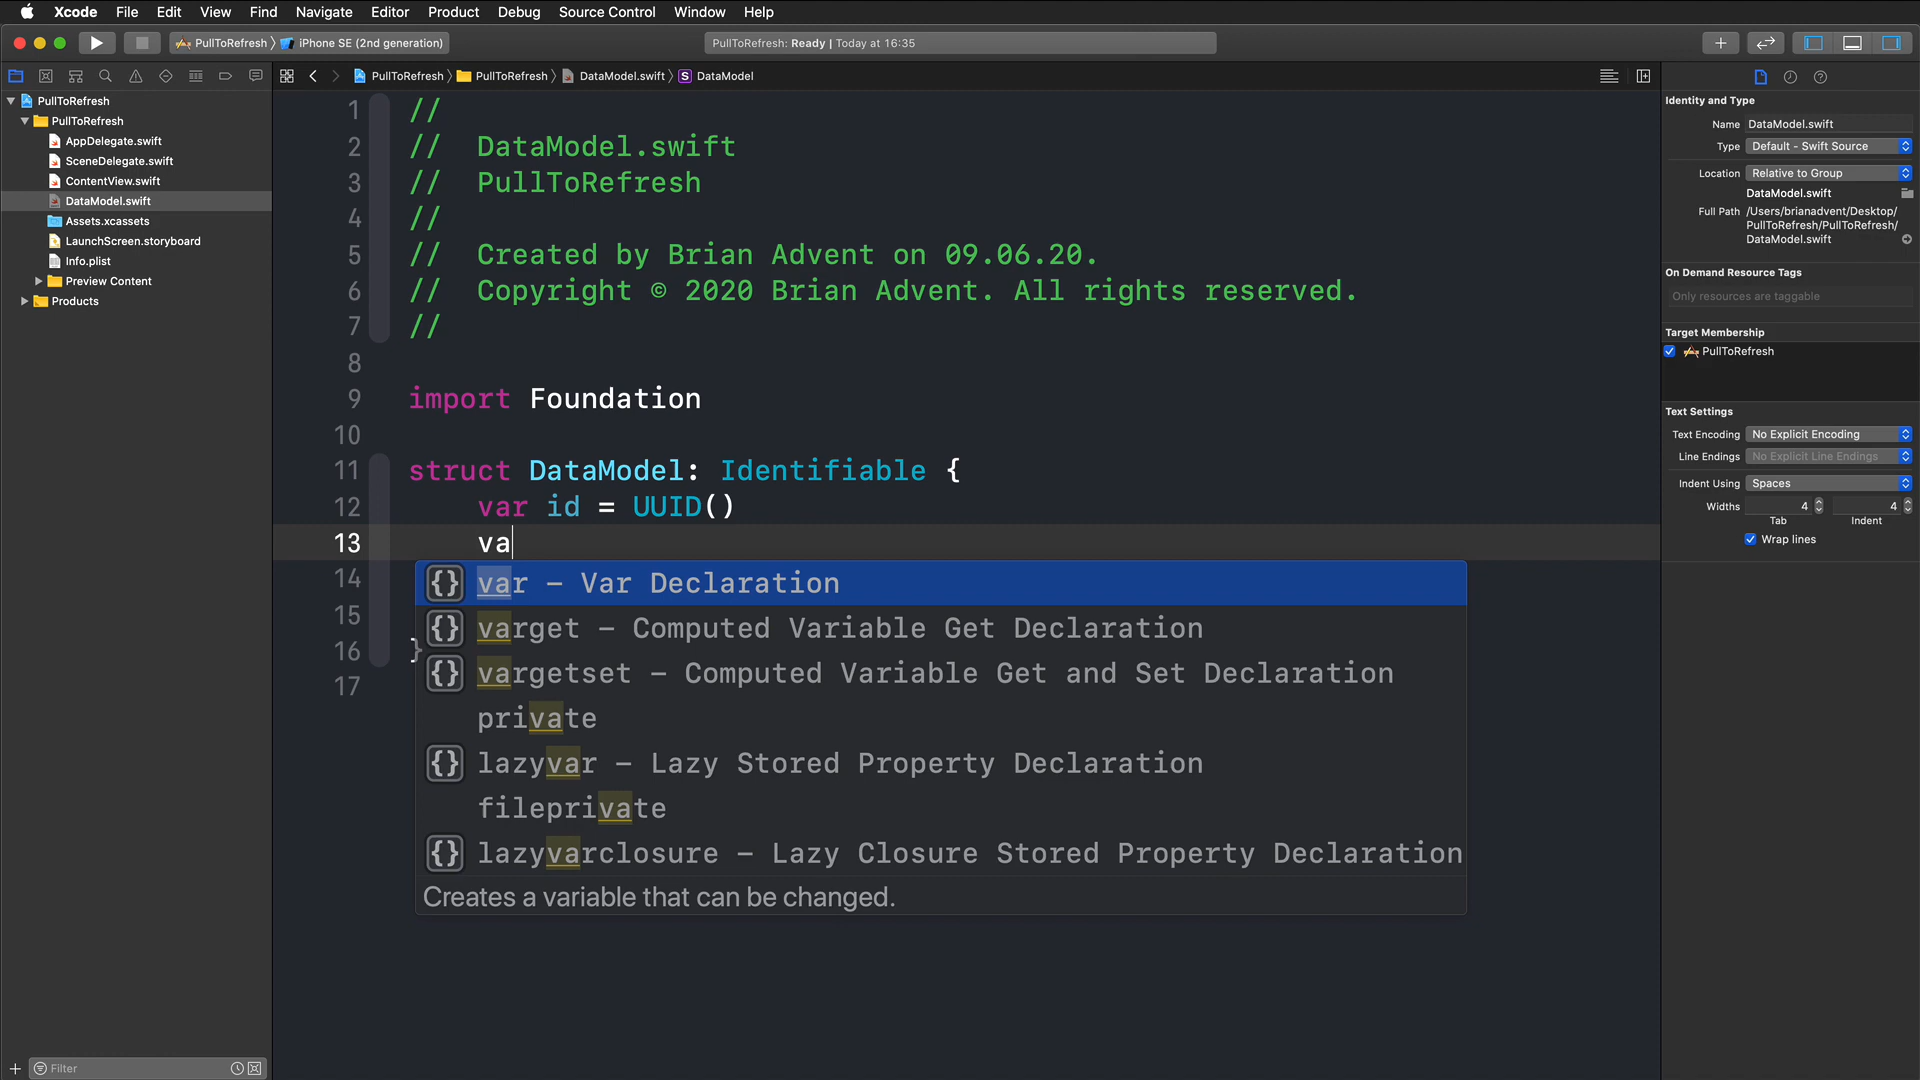 Xcode File Edit View Find Navigate Editor Product Debug Source Control Window Help
PullToRefresh iPhone SE (2nd generation)
PullToRefresh: Ready | Today at 16:35
PullToRefresh PullToRefresh DataModel.swift S DataModel
PullToRefresh
PullToRefresh
AppDelegate.swift
SceneDelegate.swift
ContentView.swift
DataModel.swift
Assets.xcassets
LaunchScreen.storyboard
Info.plist
Preview Content
Products
Filter
1 //
2 // DataModel.swift
3 // PullToRefresh
4 //
5 // Created by Brian Advent on 09.06.20.
6 // Copyright © 2020 Brian Advent. All rights reserved.
7 //
8
9 import Foundation
10
11 struct DataModel: Identifiable {
12 var id = UUID()
13 va
14
15
16 }
17
{} var – Var Declaration
{} varget – Computed Variable Get Declaration
{} vargetset – Computed Variable Get and Set Declaration
private
{} lazyvar – Lazy Stored Property Declaration
fileprivate
{} lazyvarclosure – Lazy Closure Stored Property Declaration
Creates a variable that can be changed.
Identity and Type
Name DataModel.swift
Type Default - Swift Source
Location Relative to Group
DataModel.swift
Full Path /Users/brianadvent/Desktop/
PullToRefresh/PullToRefresh/
DataModel.swift
On Demand Resource Tags
Only resources are taggable
Target Membership
PullToRefresh
Text Settings
Text Encoding No Explicit Encoding
Line Endings No Explicit Line Endings
Indent Using Spaces
Widths 4 4
Tab Indent
Wrap lines